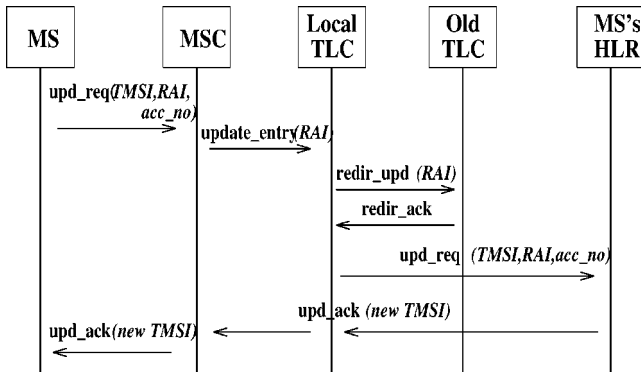 MS
MSC
Local
TLC
Old
TLC
MS's
HLR
upd_req(TMSI,RAI,
acc_no)
update_entry(RAI)
redir_upd (RAI)
redir_ack
upd_req (TMSI,RAI,acc_no)
upd_ack (new TMSI)
upd_ack (new TMSI)